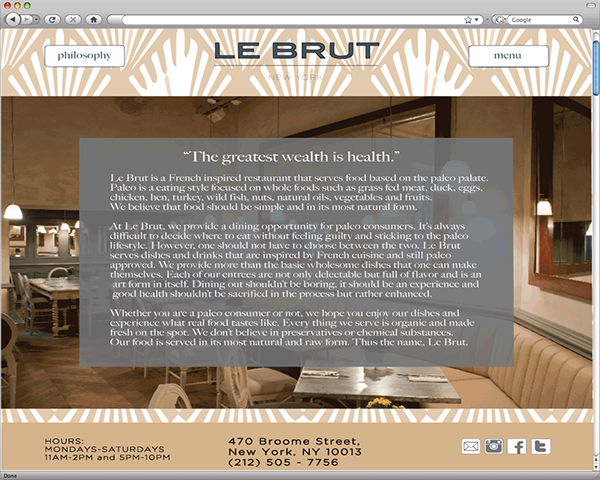 Google
philosophy
LE BRUT
NEW YORK
menu
“The greatest wealth is health.”
Le Brut is a French inspired restaurant that serves food based on the paleo palate.
Paleo is a eating style focused on whole foods such as grass fed meat, duck, eggs,
chicken, hen, turkey, wild fish, nuts, natural oils, vegetables and fruits.
We believe that food should be simple and in its most natural form.
At Le Brut, we provide a dining opportunity for paleo consumers. It's always
difficult to decide where to eat without feeling guilty and sticking to the paleo
lifestyle. However, one should not have to choose between the two. Le Brut
serves dishes and drinks that are inspired by French cuisine and still paleo
approved. We provide more than the basic wholesome dishes that one can make
themselves. Each of our entrees are not only delectable but full of flavor and is an
art form in itself. Dining out shouldn't be boring, it should be an experience and
good health shouldn't be sacrified in the process but rather enhanced.
Whether you are a paleo consumer or not, we hope you enjoy our dishes and
experience what real food tastes like. Every thing we serve is organic and made
fresh on the spot. We don't believe in preservatives or chemical substances.
Our food is served in its most natural and raw form. Thus the name, Le Brut.
HOURS:
MONDAYS-SATURDAYS
11AM-2PM and 5PM-10PM
470 Broome Street,
New York, NY 10013
(212) 505 - 7756
Done